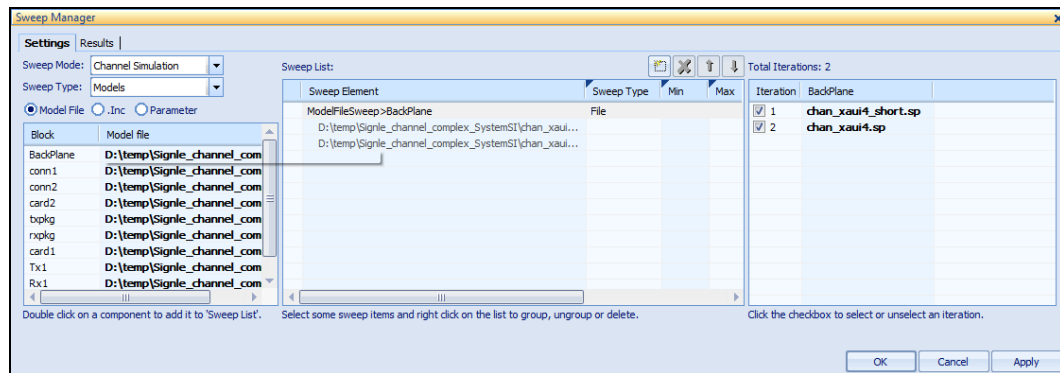 Sweep Manager
Settings Results
Sweep Mode: Channel Simulation
Sweep Type: Models
Model File .Inc Parameter
Block Model file
BackPlane D:\temp\Signle_channel_com
conn1 D:\temp\Signle_channel_com
conn2 D:\temp\Signle_channel_com
card2 D:\temp\Signle_channel_com
txpkg D:\temp\Signle_channel_com
rxpkg D:\temp\Signle_channel_com
card1 D:\temp\Signle_channel_com
Tx1 D:\temp\Signle_channel_com
Rx1 D:\temp\Signle_channel_com
Double click on a component to add it to 'Sweep List'.
Sweep List:
Sweep Element Sweep Type Min Max
ModelFileSweep>BackPlane File
D:\temp\Signle_channel_complex_SystemSI\chan_xaui...
D:\temp\Signle_channel_complex_SystemSI\chan_xaui...
Select some sweep items and right click on the list to group, ungroup or delete.
Total Iterations: 2
Iteration BackPlane
1 chan_xaui4_short.sp
2 chan_xaui4.sp
Click the checkbox to select or unselect an iteration.
OK Cancel Apply